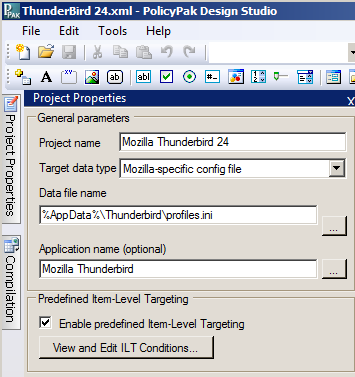 PAK
ThunderBird 24.xml - PolicyPak Design Studio
File Edit Tools Help
A
Project Properties
X
General parameters
Project name Mozilla Thunderbird 24
Target data type Mozilla-specific config file
Data file name
%AppData%\Thunderbird\profiles.ini
...
Application name (optional)
Mozilla Thunderbird
...
Predefined Item-Level Targeting
Enable predefined Item-Level Targeting
View and Edit ILT Conditions...
Project Properties
Compilation